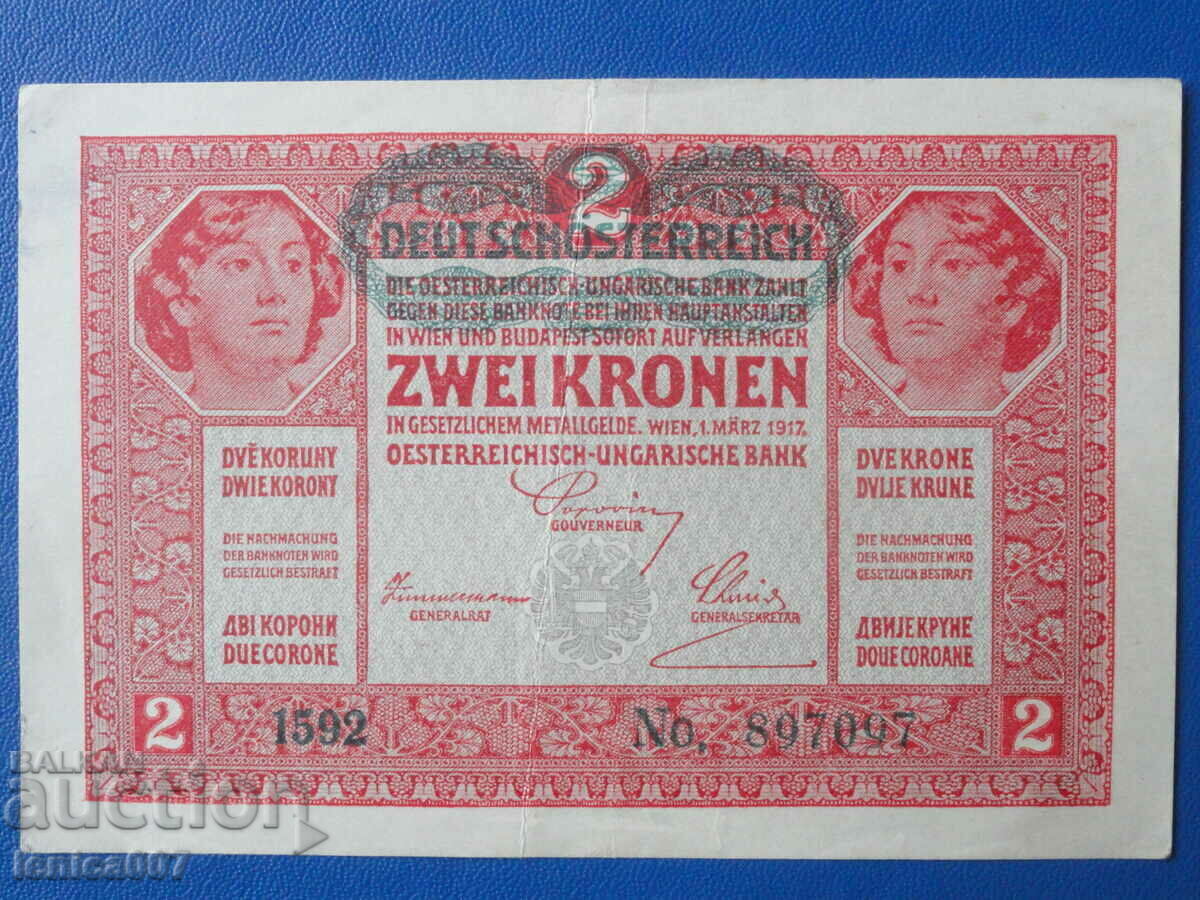 2
DEUTSCHÖSTERREICH
DIE OESTERREICHISCH-UNGARISCHE BANK ZAHLT
GEGEN DIESE BANKNOTE BEI IHREN HAUPTANSTALTEN
IN WIEN UND BUDAPEST SOFORT AUF VERLANGEN
ZWEI KRONEN
IN GESETZLICHEM METALLGELDE. WIEN, 1. MÄRZ 1917.
OESTERREICHISCH-UNGARISCHE BANK
GOUVERNEUR
GENERALRAT
GENERALSEKRETÄR
DVĚ KORUNY
DWIE KORONY
DIE NACHMACHUNG
DER BANKNOTEN WIRD
GESETZLICH BESTRAFT
ДВІ КОРОНИ
DUE CORONE
DVE KRONE
DVIJE KRUNE
DIE NACHMACHUNG
DER BANKNOTEN WIRD
GESETZLICH BESTRAFT
ДВИЈЕ КРУНЕ
DOUE COROANE
2
1592
No. 897097
2
BALKAN
auction
icnica007